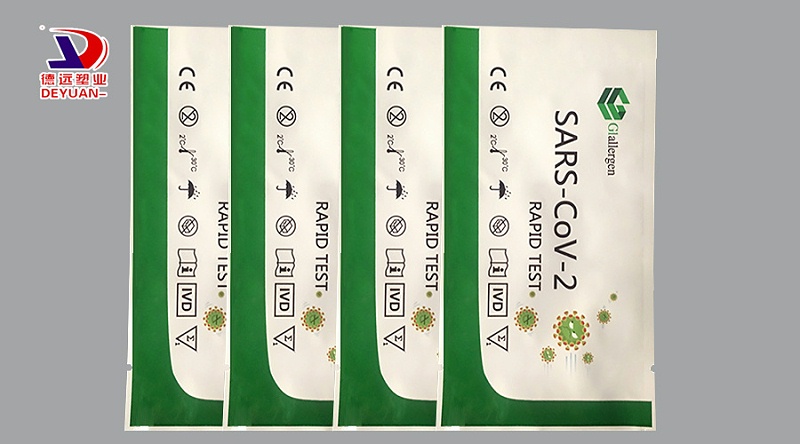 德远塑业
DEYUAN-
CE
2℃ 30℃
RAPID TEST
IVD
Σ
CE
2℃ 30℃
RAPID TEST
IVD
Σ
CE
2℃ 30℃
RAPID TEST
IVD
Σ
Giallergen
SARS-CoV-2
RAPID TEST
CE
2℃ 30℃
IVD
Σ